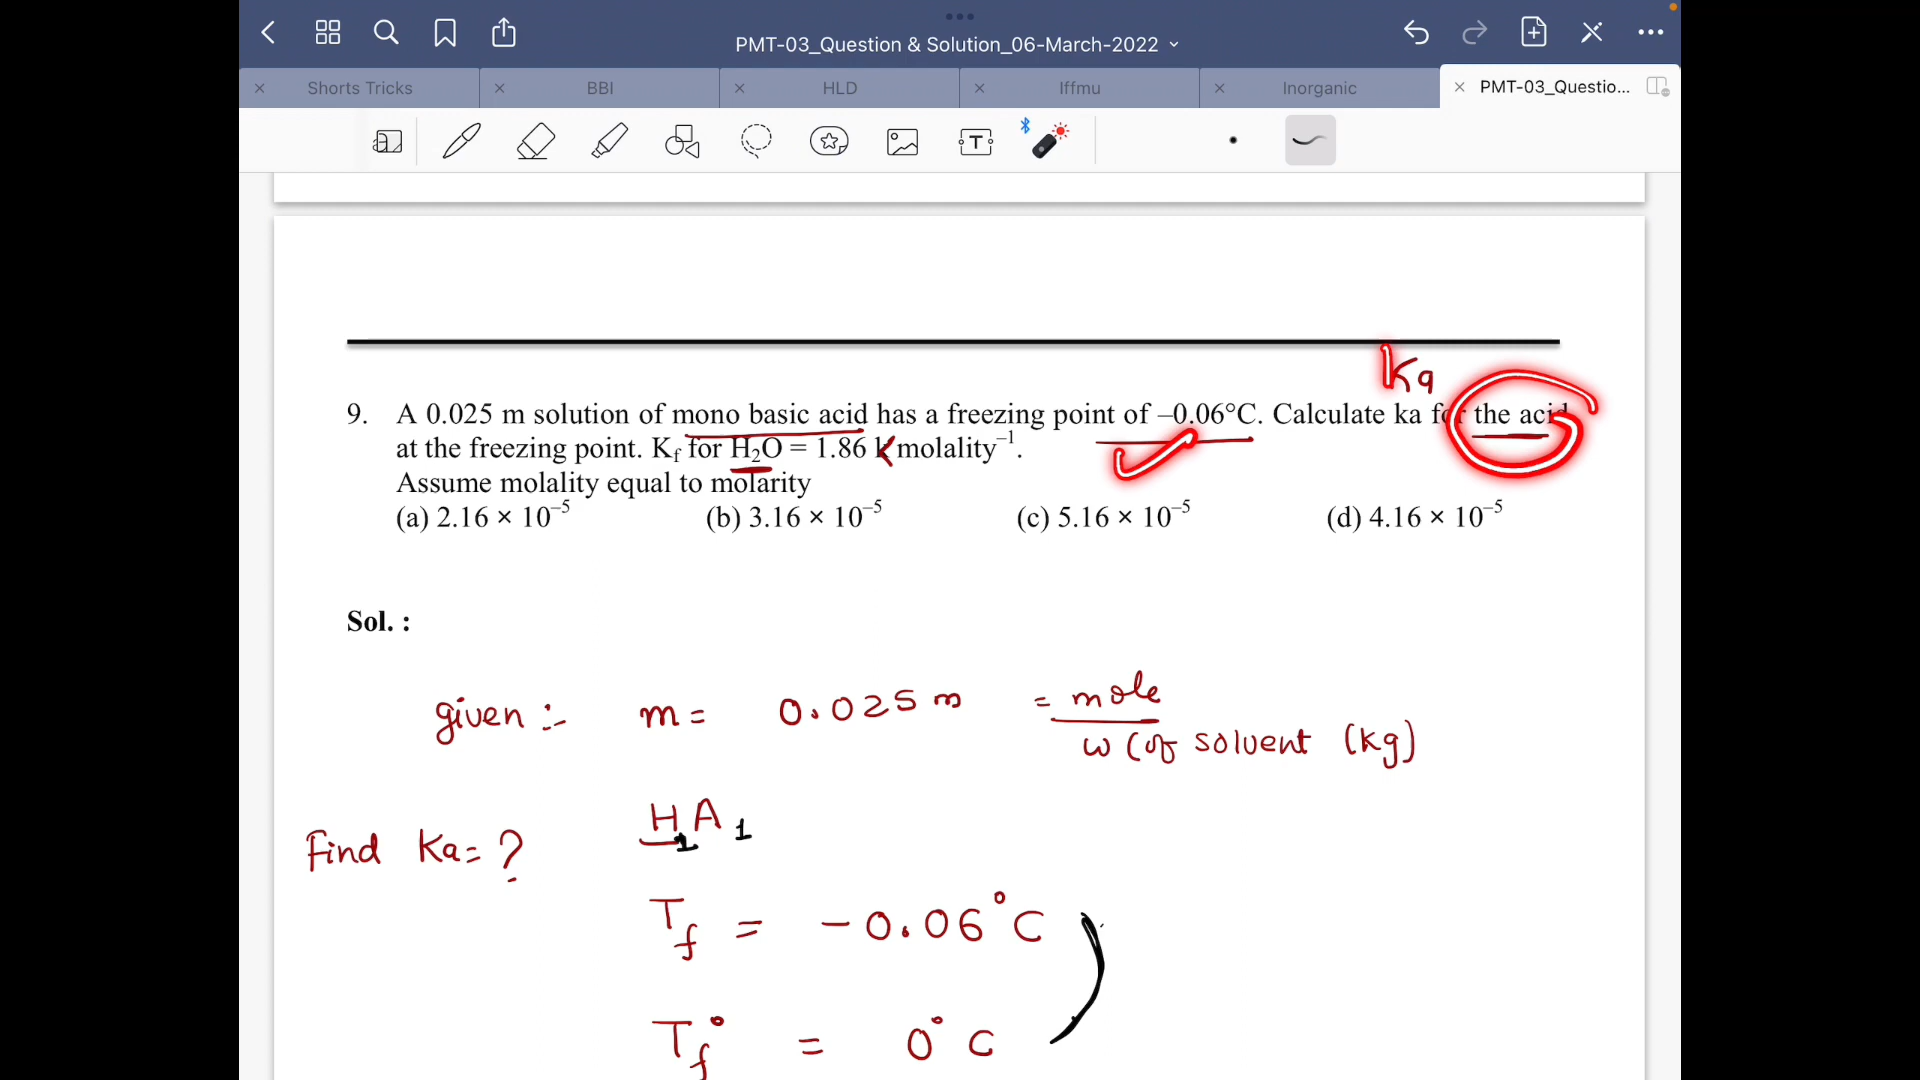 PMT-03_Question & Solution_06-March-2022
Shorts Tricks
BBI
HLD
Iffmu
Inorganic
PMT-03_Questio...
T
Ka
9. A 0.025 m solution of mono basic acid has a freezing point of –0.06°C. Calculate ka for the acid
at the freezing point. Kf for H₂O = 1.86 k molality⁻¹.
Assume molality equal to molarity
(a) 2.16 × 10⁻⁵ (b) 3.16 × 10⁻⁵ (c) 5.16 × 10⁻⁵ (d) 4.16 × 10⁻⁵
Sol. :
given :- m = 0.025 m = mole
w (of solvent (kg)
HA
1 1
Find Ka = ?
Tf = - 0.06°C
Tf° = 0°C